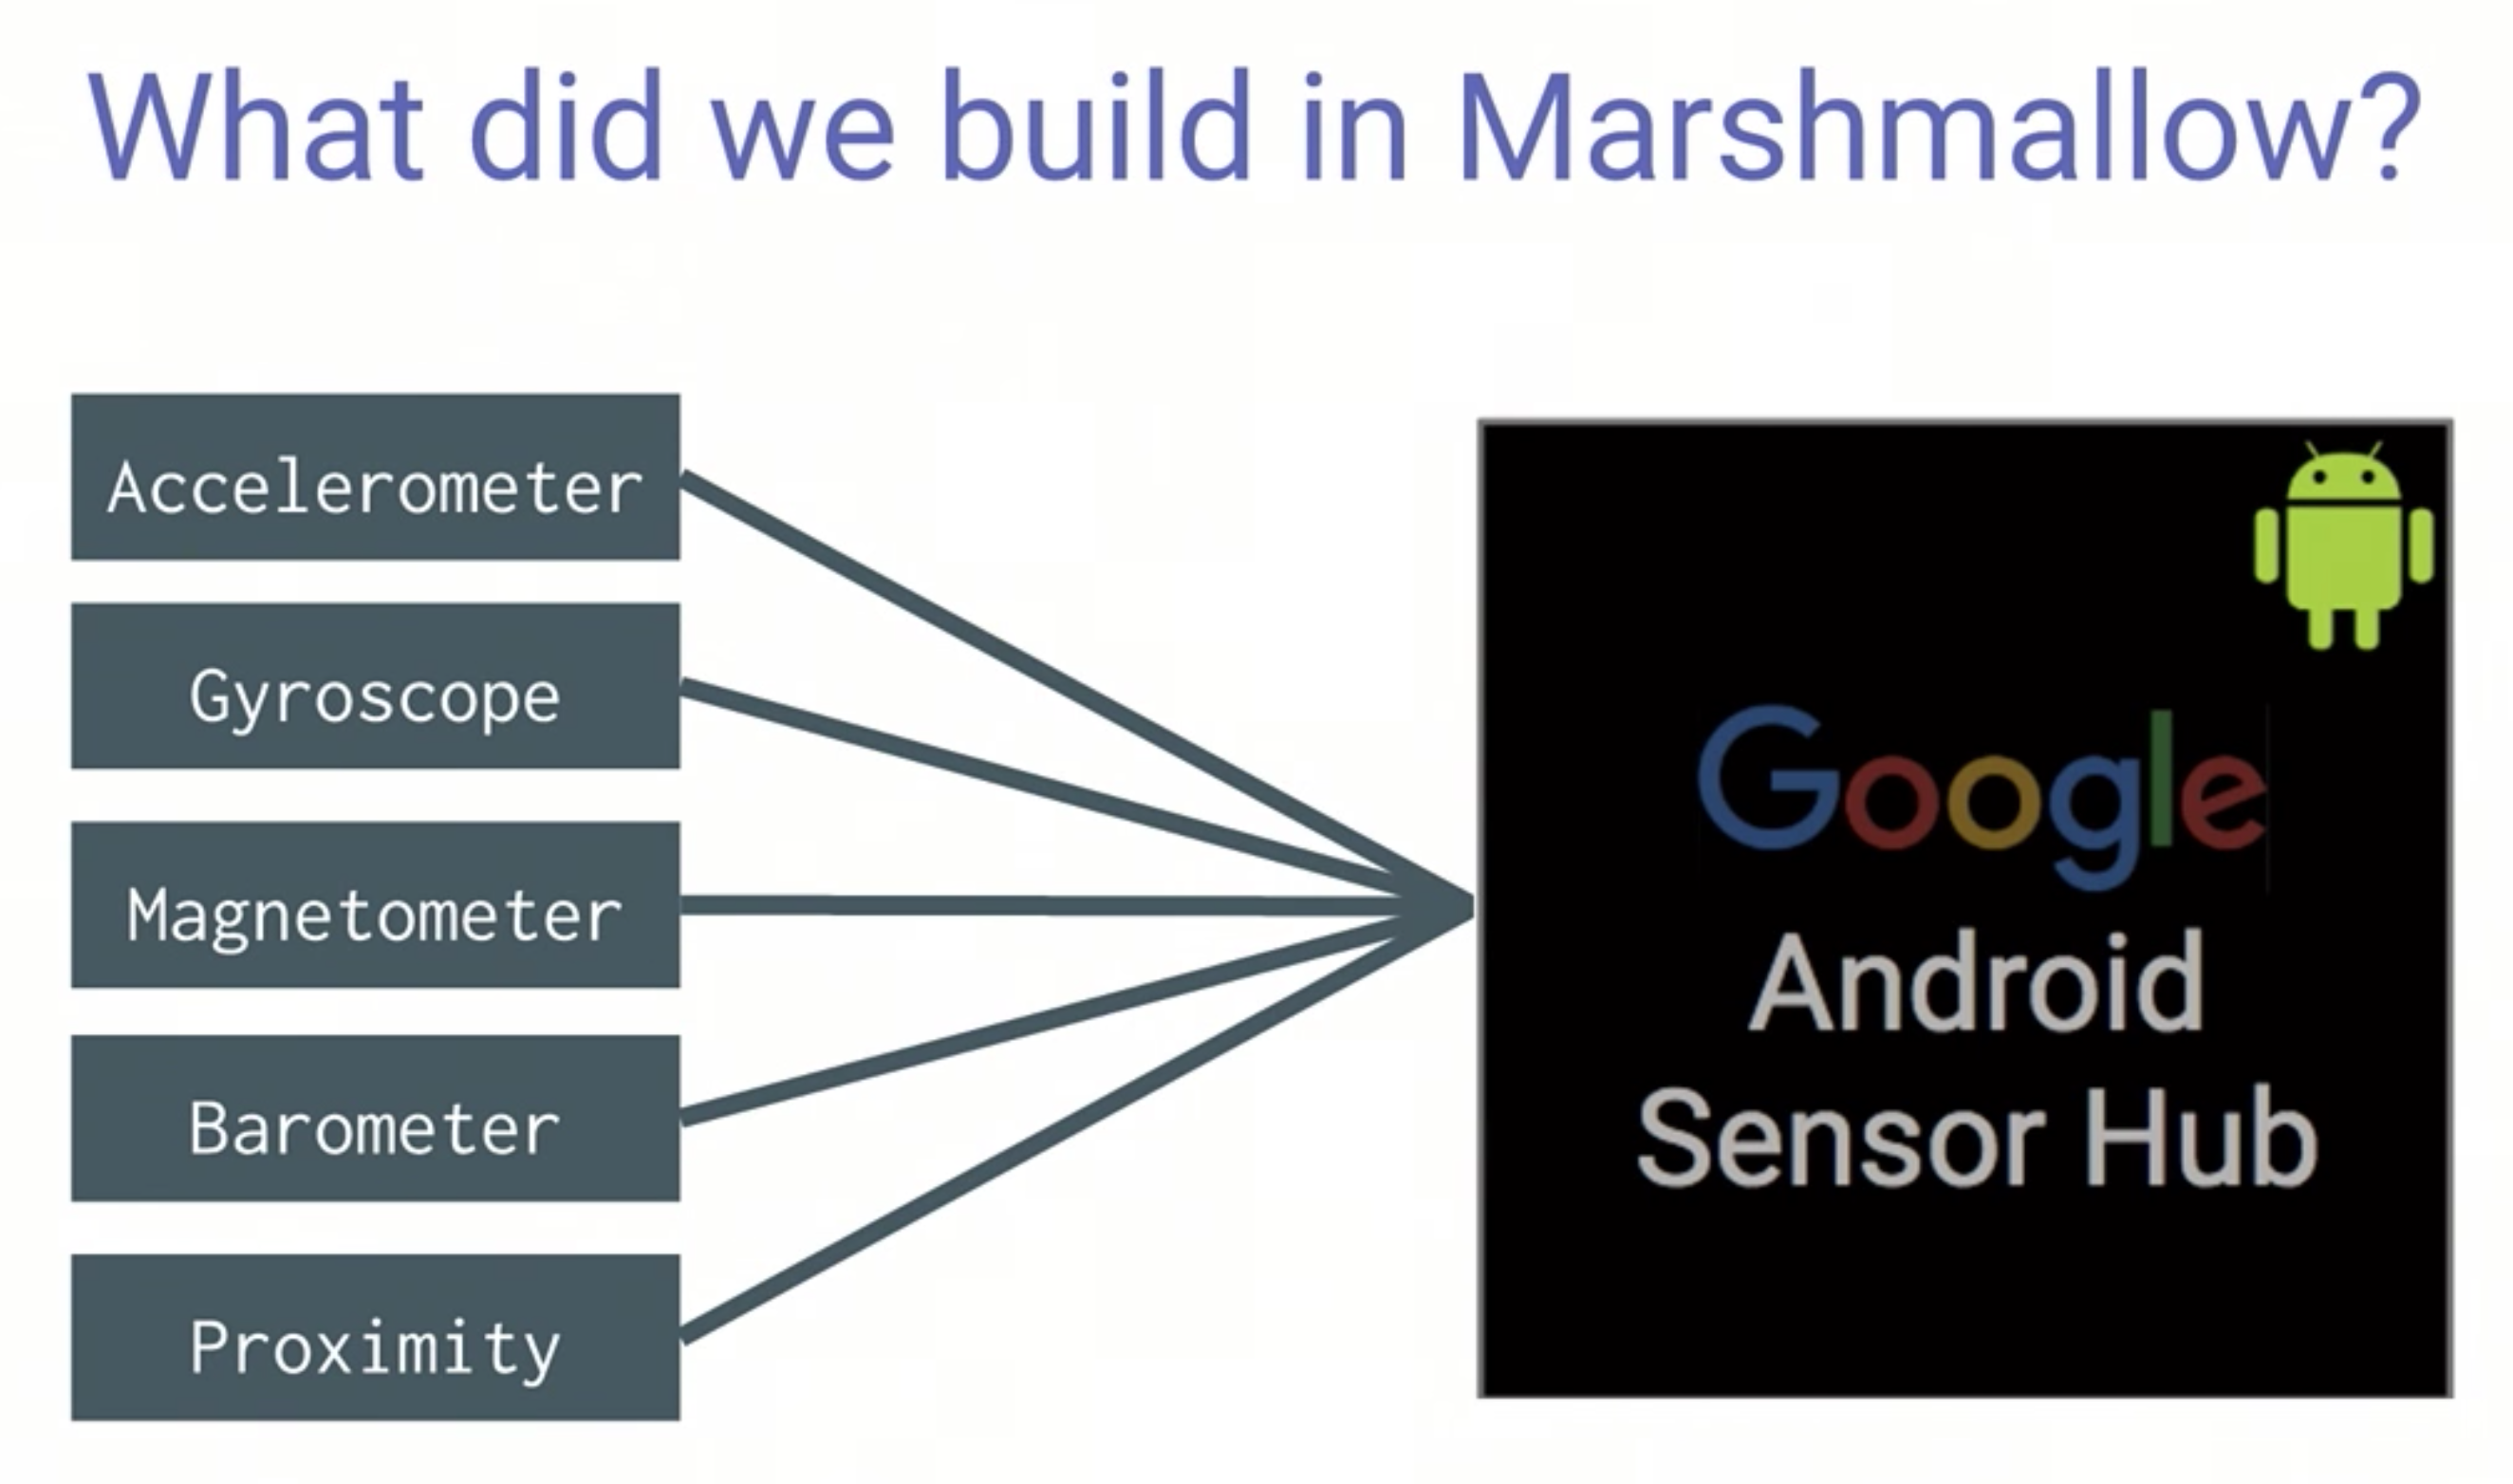 What did we build in Marshmallow?
Accelerometer
Gyroscope
Magnetometer
Barometer
Proximity
Google
Android
Sensor Hub